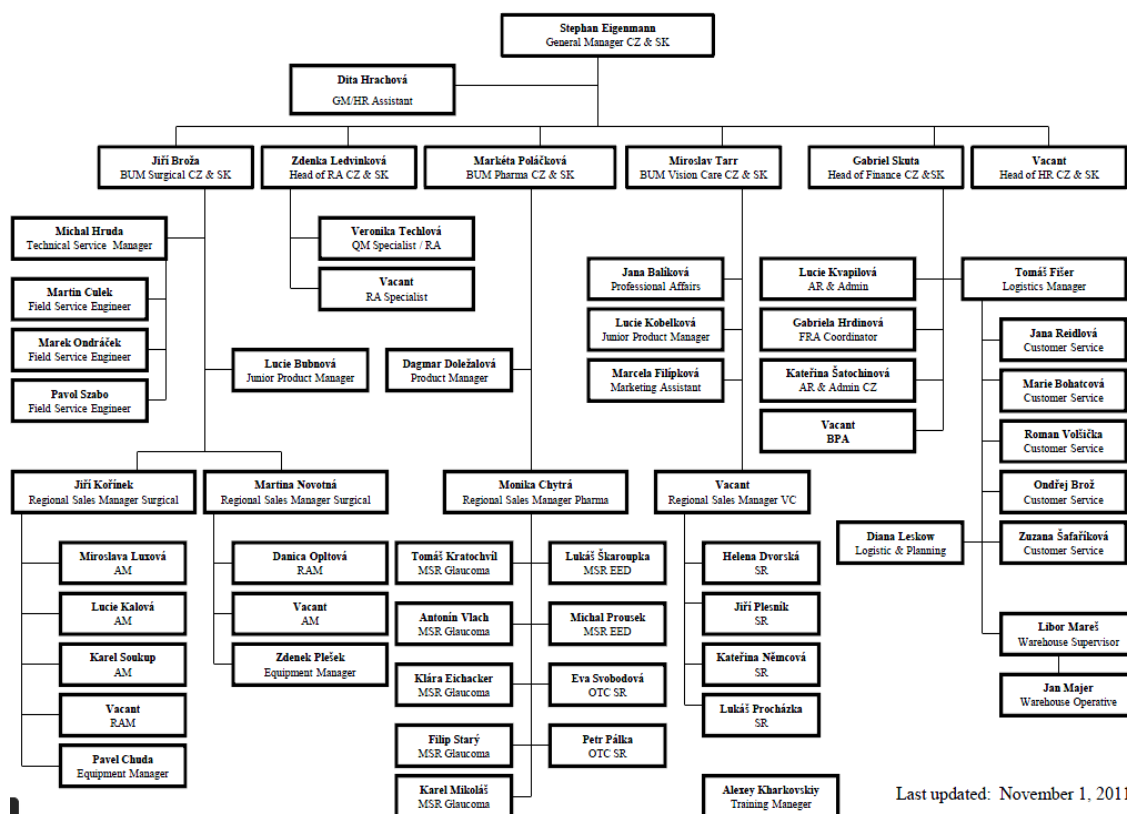 Stephan Eigenmann
General Manager CZ & SK
Dita Hrachová
GM/HR Assistant
Jiří Broža
BUM Surgical CZ & SK
Zdenka Ledvinková
Head of RA CZ & SK
Markéta Poláčková
BUM Pharma CZ & SK
Miroslav Tarr
BUM Vision Care CZ & SK
Gabriel Skuta
Head of Finance CZ &SK
Vacant
Head of HR CZ & SK
Michal Hruda
Technical Service Manager
Martin Culek
Field Service Engineer
Marek Ondráček
Field Service Engineer
Pavol Szabo
Field Service Engineer
Veronika Techlová
QM Specialist / RA
Vacant
RA Specialist
Lucie Bubnová
Junior Product Manager
Dagmar Doležalová
Product Manager
Jana Balíková
Professional Affairs
Lucie Kobelková
Junior Product Manager
Marcela Filípková
Marketing Assistant
Lucie Kvapilová
AR & Admin
Gabriela Hrdinová
FRA Coordinator
Kateřina Šatochinová
AR & Admin CZ
Vacant
BPA
Tomáš Fišer
Logistics Manager
Jana Reidlová
Customer Service
Marie Bohatcová
Customer Service
Roman Volšička
Customer Service
Ondřej Brož
Customer Service
Zuzana Šafaříková
Customer Service
Diana Leskow
Logistic & Planning
Libor Mareš
Warehouse Supervisor
Jan Majer
Warehouse Operative
Jiří Kořínek
Regional Sales Manager Surgical
Martina Novotná
Regional Sales Manager Surgical
Monika Chytrá
Regional Sales Manager Pharma
Vacant
Regional Sales Manager VC
Miroslava Luxová
AM
Lucie Kalová
AM
Karel Soukup
AM
Vacant
RAM
Pavel Chuda
Equipment Manager
Danica Opltová
RAM
Vacant
AM
Zdenek Plešek
Equipment Manager
Tomáš Kratochvíl
MSR Glaucoma
Antonín Vlach
MSR Glaucoma
Klára Eichacker
MSR Glaucoma
Filip Starý
MSR Glaucoma
Karel Mikoláš
MSR Glaucoma
Lukáš Škaroupka
MSR EED
Michal Prousek
MSR EED
Eva Svobodová
OTC SR
Petr Pálka
OTC SR
Helena Dvorská
SR
Jiří Plesník
SR
Kateřina Němcová
SR
Lukáš Procházka
SR
Alexey Kharkovskiy
Training Maneger
Last updated: November 1, 2011